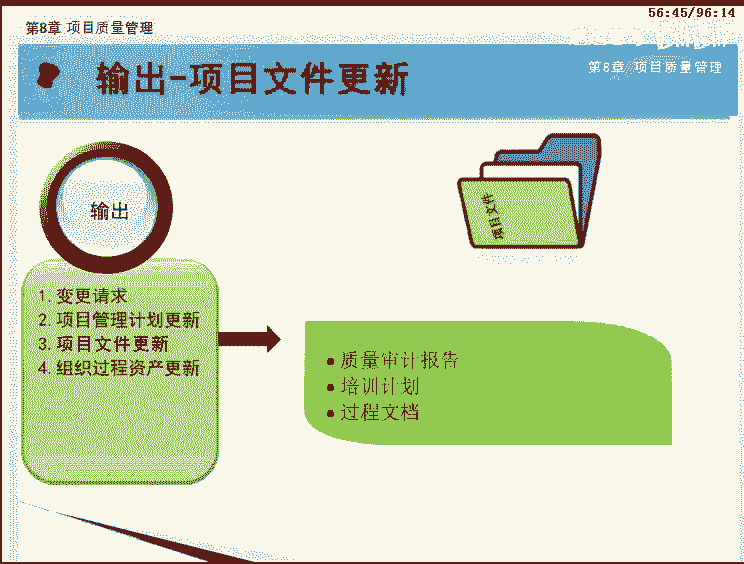 56:45/96:14
第8章 项目质量管理
输出-项目文件更新
第8章 项目质量管理
输出
项目文件
1. 变更请求
2. 项目管理计划更新
3. 项目文件更新
4. 组织过程资产更新
● 质量审计报告
● 培训计划
● 过程文档